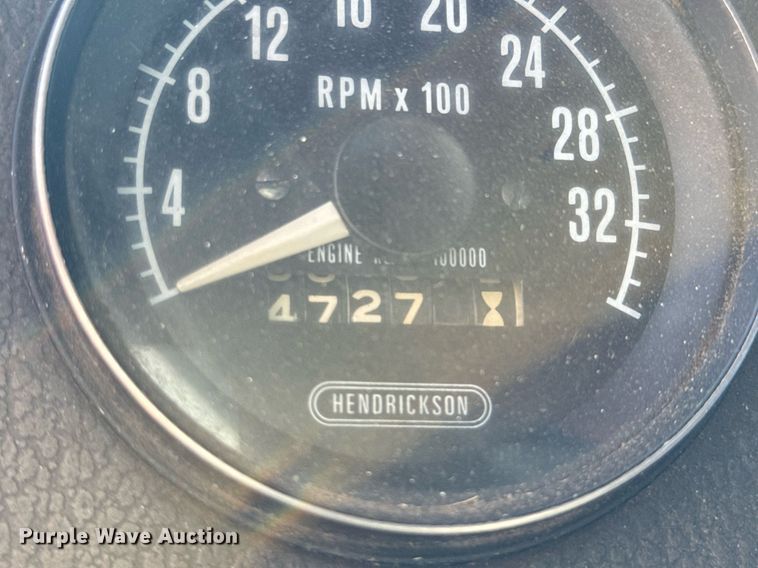 4 8 12 16 20 24 28 32
RPM x 100
ENGINE 100000
4727
HENDRICKSON
Purple Wave Auction